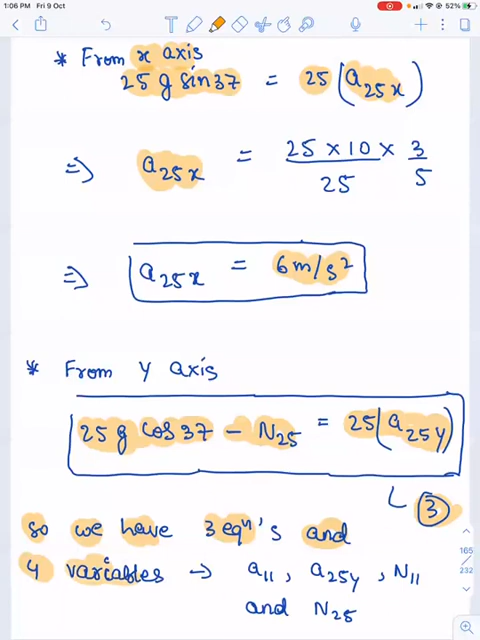 1:06 PM Fri 9 Oct
52%
* From x axis
25 g sin37 = 25 (a25x)
=> a25x = 25 × 10 × 3
25 5
=> a25x = 6 m/s²
* From Y axis
25 g cos 37 - N25 = 25 (a25y)
3
so we have 3 eqⁿ's and
4 variables → a11, a25y, N11
and N25
165
232